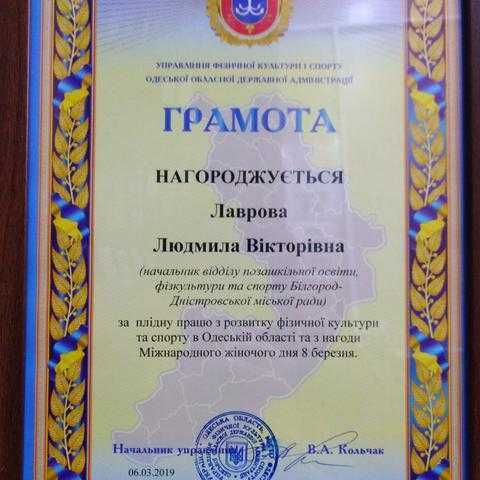 УПРАВЛІННЯ ФІЗИЧНОЇ КУЛЬТУРИ І СПОРТУ
ОДЕСЬКОЇ ОБЛАСНОЇ ДЕРЖАВНОЇ АДМІНІСТРАЦІЇ
ГРАМОТА
НАГОРОДЖУЄТЬСЯ
Лаврова
Людмила Вікторівна
(начальник відділу позашкільної освіти,
фізкультури та спорту Білгород-
Дністровської міської ради)
за плідну працю з розвитку фізичної культури
та спорту в Одеській області та з нагоди
Міжнародного жіночого дня 8 березня.
Начальник управління В.А. Кольчак
06.03.2019